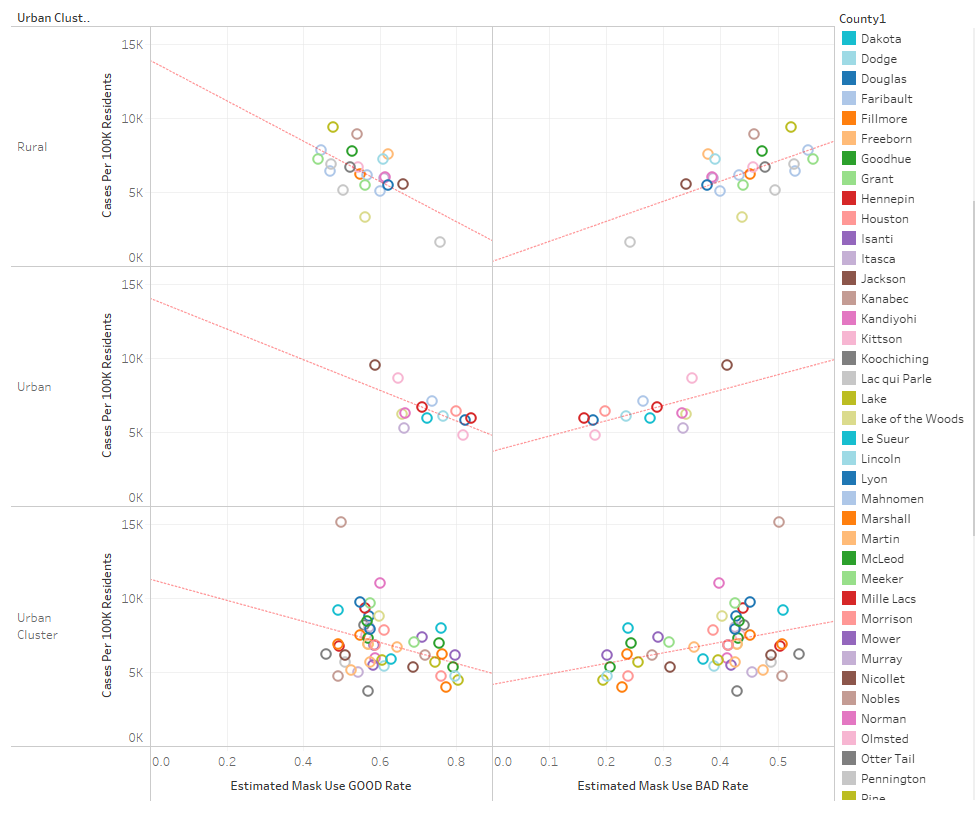 Urban Clust..
Rural
Cases Per 100K Residents
15K
10K
5K
0K
Urban
Cases Per 100K Residents
15K
10K
5K
0K
Urban
Cluster
Cases Per 100K Residents
15K
10K
5K
0K
0.0 0.2 0.4 0.6 0.8
0.0 0.1 0.2 0.3 0.4 0.5
Estimated Mask Use GOOD Rate
Estimated Mask Use BAD Rate
County1
Dakota
Dodge
Douglas
Faribault
Fillmore
Freeborn
Goodhue
Grant
Hennepin
Houston
Isanti
Itasca
Jackson
Kanabec
Kandiyohi
Kittson
Koochiching
Lac qui Parle
Lake
Lake of the Woods
Le Sueur
Lincoln
Lyon
Mahnomen
Marshall
Martin
McLeod
Meeker
Mille Lacs
Morrison
Mower
Murray
Nicollet
Nobles
Norman
Olmsted
Otter Tail
Pennington
Pine